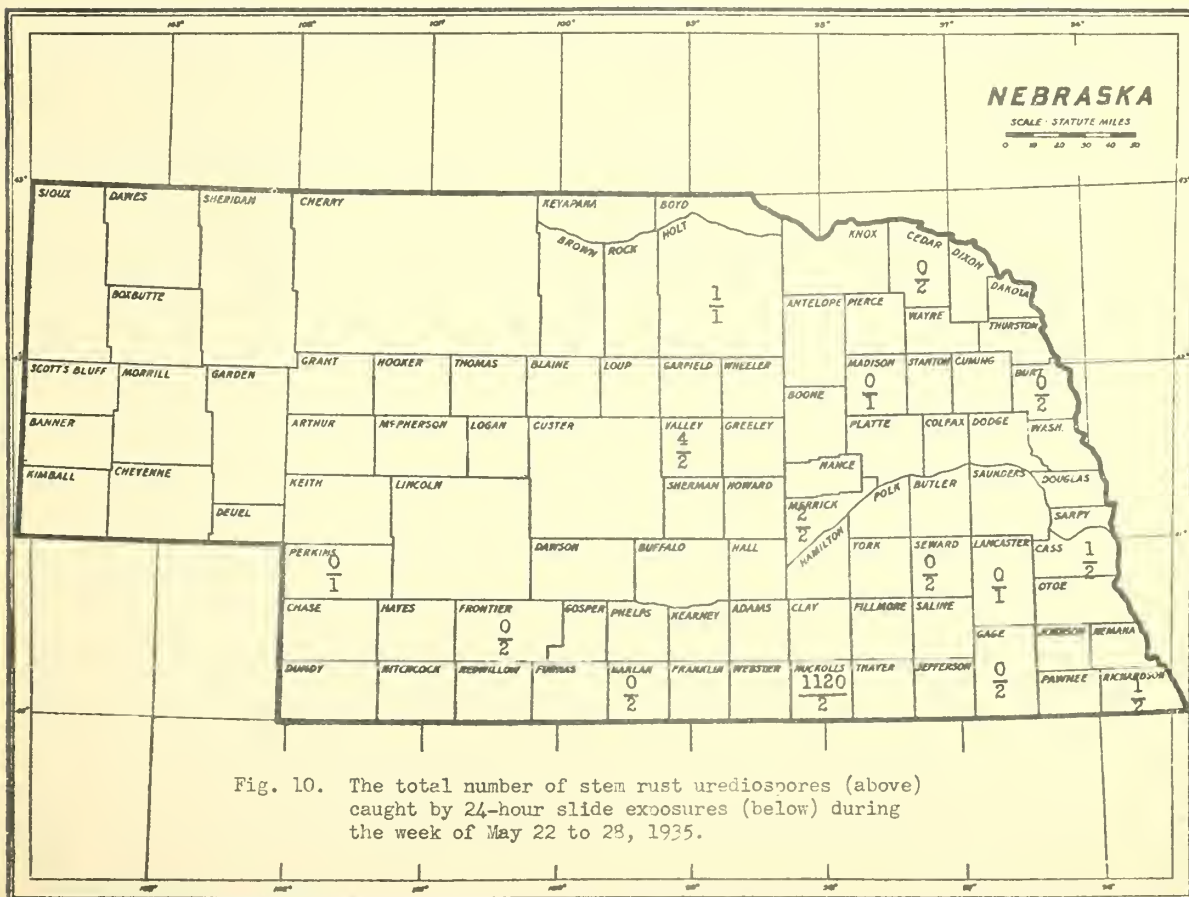 NEBRASKA
SCALE · STATUTE MILES
0 10 20 30 40 50
SIOUX DAWES SHERIDAN CHERRY KEYAPAHA BOYD
BROWN ROCK HOLT KNOX CEDAR DIXON
0
2
DAKOTA
BOXBUTTE
1
1
ANTELOPE PIERCE WAYNE THURSTON
SCOTTS BLUFF MORRILL GARDEN GRANT HOOKER THOMAS BLAINE LOUP GARFIELD WHEELER BOONE MADISON STANTON CUMING BURT
0
1
0
2
BANNER ARTHUR McPHERSON LOGAN CUSTER VALLEY GREELEY PLATTE COLFAX DODGE WASH.
4
2
KIMBALL CHEYENNE KEITH LINCOLN SHERMAN HOWARD NANCE MERRICK POLK BUTLER SAUNDERS DOUGLAS
2
2
DEUEL HAMILTON SARPY
PERKINS DAWSON BUFFALO HALL YORK SEWARD LANCASTER CASS
0
1
0
2
0
1
1
2
OTOE
CHASE HAYES FRONTIER GOSPER PHELPS KEARNEY ADAMS CLAY FILLMORE SALINE
0
2
GAGE JOHNSON NEMAHA
0
2
DUNDY HITCHCOCK REDWILLOW FURNAS HARLAN FRANKLIN WEBSTER NUCKOLLS THAYER JEFFERSON PAWNEE RICHARDSON
0
2
1120
2
1
2
Fig. 10. The total number of stem rust urediospores (above)
caught by 24-hour slide exposures (below) during
the week of May 22 to 28, 1935.